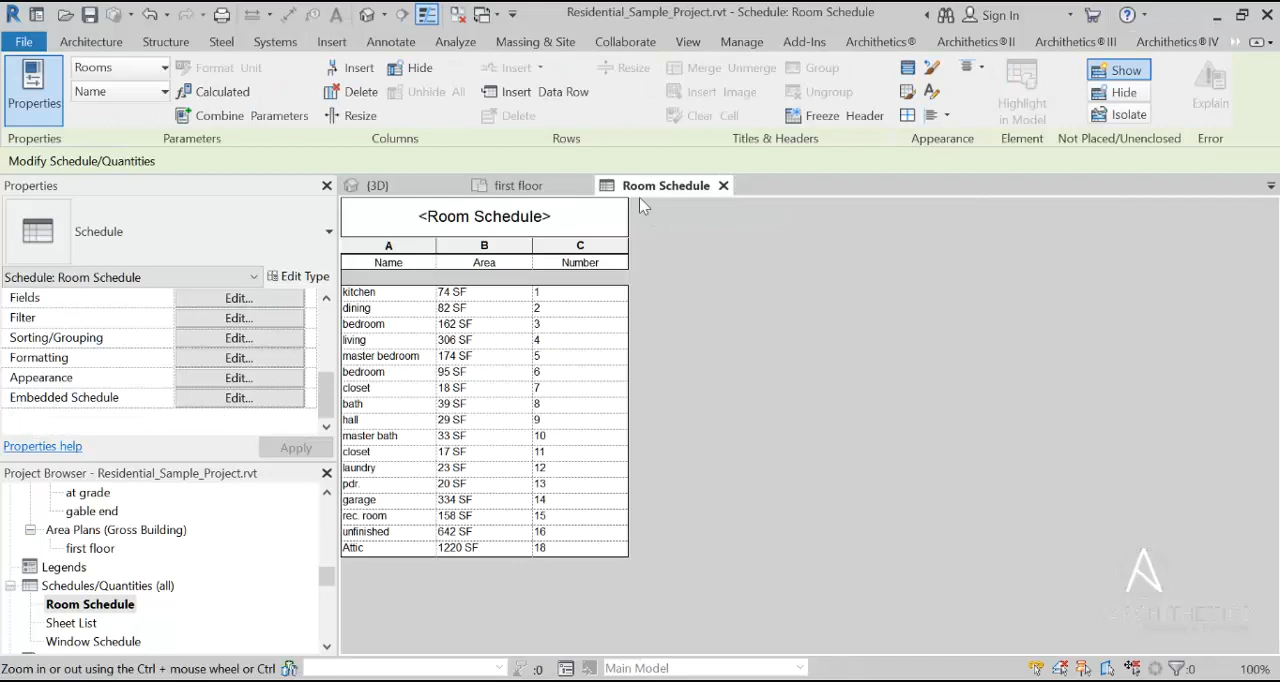 Residential_Sample_Project.rvt - Schedule: Room Schedule
Sign In
File Architecture Structure Steel Systems Insert Annotate Analyze Massing & Site Collaborate View Manage Add-Ins Archithetics® Archithetics®II Archithetics®III Archithetics®IV
Properties
Rooms
Name
Format Unit
Calculated
Combine Parameters
Insert
Delete
Resize
Hide
Unhide All
Insert
Insert Data Row
Delete
Resize
Merge Unmerge
Insert Image
Clear Cell
Group
Ungroup
Freeze Header
Highlight
in Model
Show
Hide
Isolate
Explain
Properties Parameters Columns Rows Titles & Headers Appearance Element Not Placed/Unenclosed Error
Modify Schedule/Quantities
Properties
Schedule
Schedule: Room Schedule Edit Type
Fields Edit...
Filter Edit...
Sorting/Grouping Edit...
Formatting Edit...
Appearance Edit...
Embedded Schedule Edit...
Properties help Apply
Project Browser - Residential_Sample_Project.rvt
at grade
gable end
Area Plans (Gross Building)
first floor
Legends
Schedules/Quantities (all)
Room Schedule
Sheet List
Window Schedule
(3D) first floor Room Schedule
<Room Schedule>
A B C
Name Area Number
kitchen 74 SF 1
dining 82 SF 2
bedroom 162 SF 3
living 306 SF 4
master bedroom 174 SF 5
bedroom 95 SF 6
closet 18 SF 7
bath 39 SF 8
hall 29 SF 9
master bath 33 SF 10
closet 17 SF 11
laundry 23 SF 12
pdr. 20 SF 13
garage 334 SF 14
rec. room 158 SF 15
unfinished 642 SF 16
Attic 1220 SF 18
ARCHITHETICS
Zoom in or out using the Ctrl + mouse wheel or Ctrl :0 Main Model :0 100%